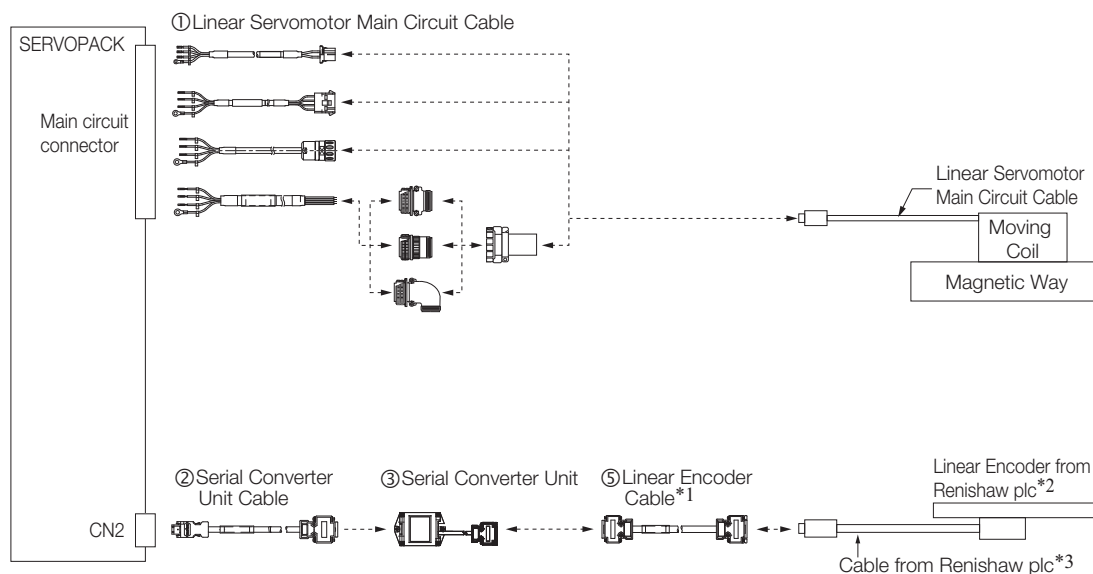 ①Linear Servomotor Main Circuit Cable
SERVOPACK
Main circuit
connector
Linear Servomotor
Main Circuit Cable
Moving
Coil
Magnetic Way
②Serial Converter
Unit Cable
③Serial Converter Unit
⑤Linear Encoder
Cable*1
Linear Encoder from
Renishaw plc*2
CN2
Cable from Renishaw plc*3